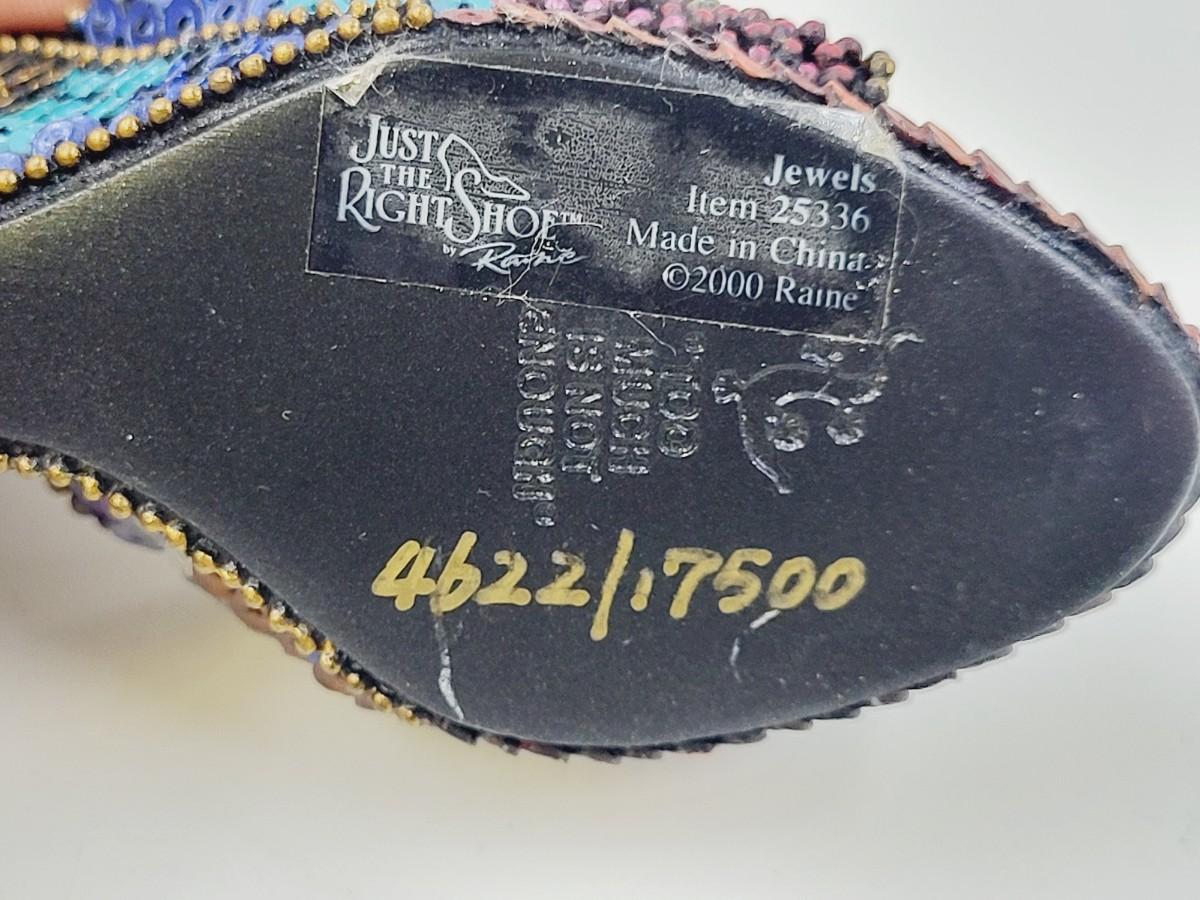 JUST
THE
RIGHT SHOE™
by Raine
Jewels
Item 25336
Made in China
©2000 Raine
"TOO
MUCH
IS NOT
eNOUGH"
4622/17500